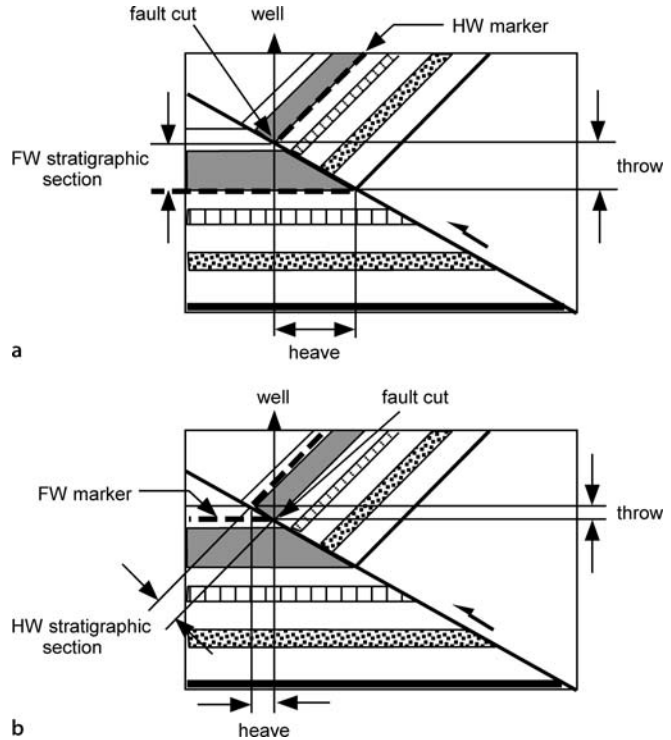 fault cut
well
HW marker
FW stratigraphic
section
throw
heave
a
well
fault cut
FW marker
throw
HW stratigraphic
section
heave
b